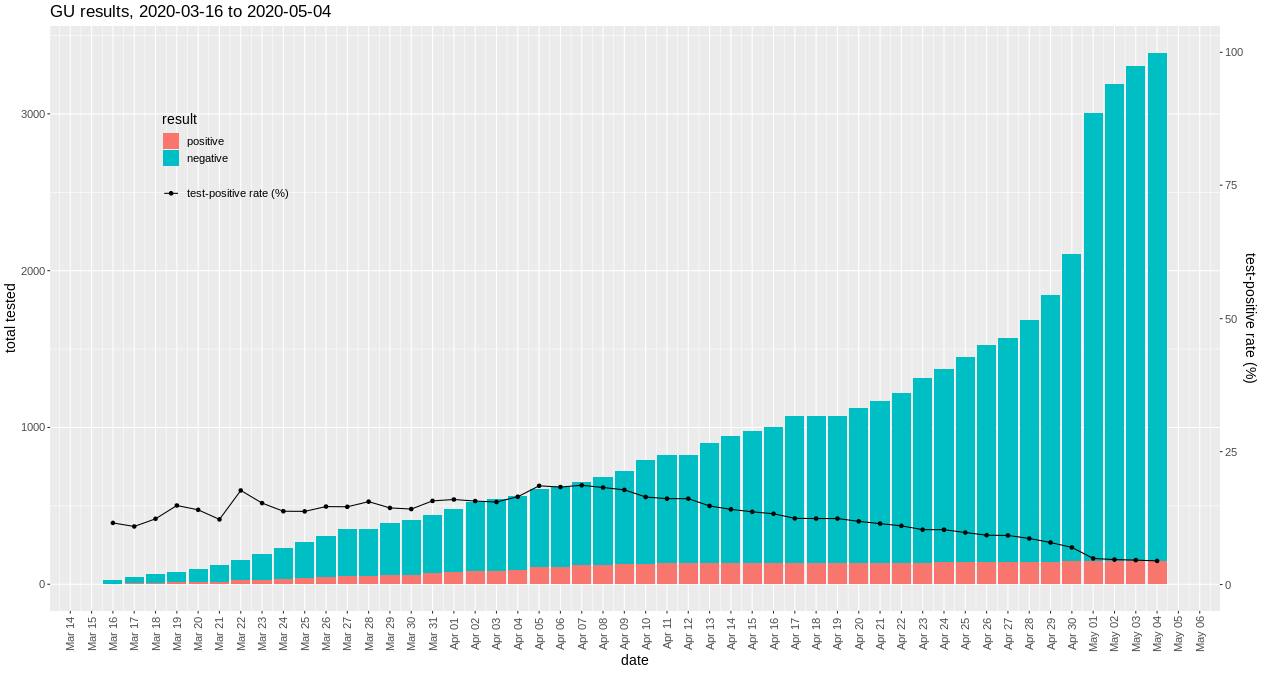 GU results, 2020-03-16 to 2020-05-04
total tested
3000
2000
1000
0
result
positive
negative
test-positive rate (%)
100
75
50
25
0
test-positive rate (%)
Mar 14
Mar 15
Mar 16
Mar 17
Mar 18
Mar 19
Mar 20
Mar 21
Mar 22
Mar 23
Mar 24
Mar 25
Mar 26
Mar 27
Mar 28
Mar 29
Mar 30
Mar 31
Apr 01
Apr 02
Apr 03
Apr 04
Apr 05
Apr 06
Apr 07
Apr 08
Apr 09
Apr 10
Apr 11
Apr 12
Apr 13
Apr 14
Apr 15
Apr 16
Apr 17
Apr 18
Apr 19
Apr 20
Apr 21
Apr 22
Apr 23
Apr 24
Apr 25
Apr 26
Apr 27
Apr 28
Apr 29
Apr 30
May 01
May 02
May 03
May 04
May 05
May 06
date